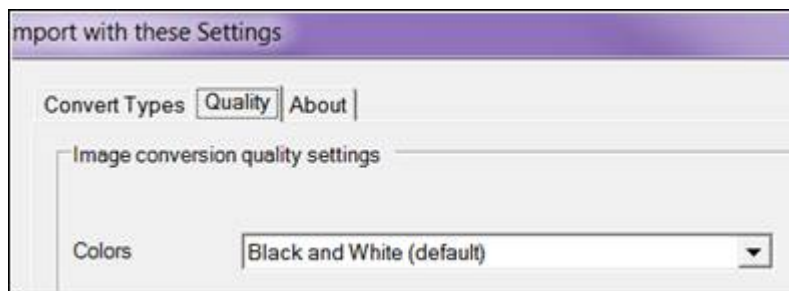 mport with these Settings
Convert Types Quality About
Image conversion quality settings
Colors Black and White (default)